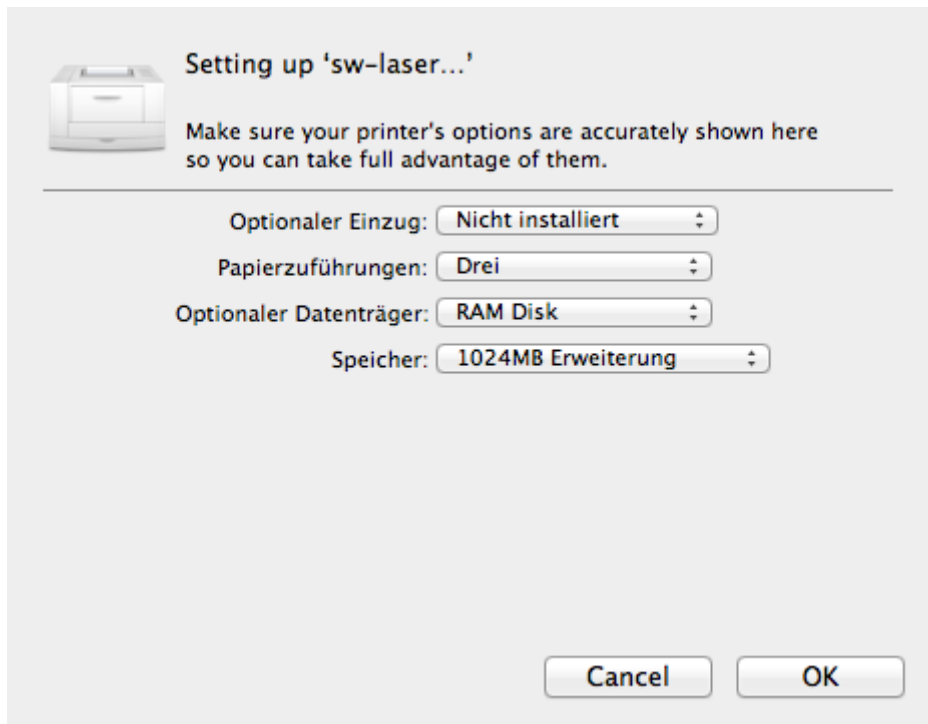 Setting up ‘sw-laser...’
Make sure your printer's options are accurately shown here
so you can take full advantage of them.
Optionaler Einzug: Nicht installiert
Papierzuführungen: Drei
Optionaler Datenträger: RAM Disk
Speicher: 1024MB Erweiterung
Cancel OK